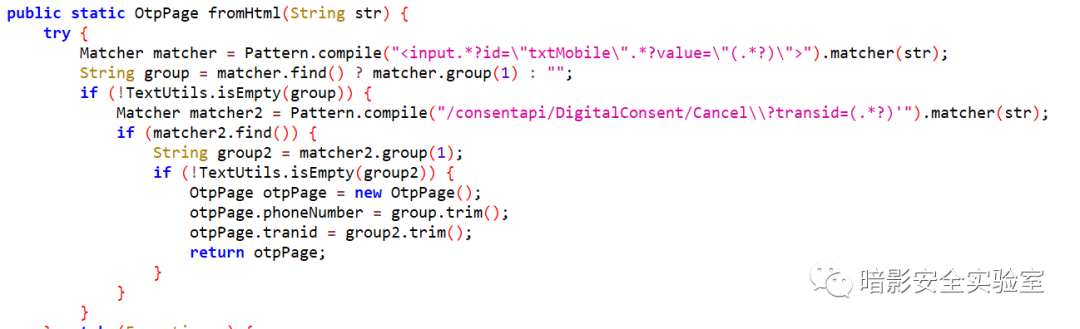 public static OtpPage fromHtml(String str) {
    try {
        Matcher matcher = Pattern.compile("<input.*?id=\"txtMobile\".*?value=\"(.*?)\">").matcher(str);
        String group = matcher.find() ? matcher.group(1) : "";
        if (!TextUtils.isEmpty(group)) {
            Matcher matcher2 = Pattern.compile("/consentapi/DigitalConsent/Cancel\\?transid=(.*?)'").matcher(str);
            if (matcher2.find()) {
                String group2 = matcher2.group(1);
                if (!TextUtils.isEmpty(group2)) {
                    OtpPage otpPage = new OtpPage();
                    otpPage.phoneNumber = group.trim();
                    otpPage.tranid = group2.trim();
                    return otpPage;
                }
            }
        }
暗影安全实验室